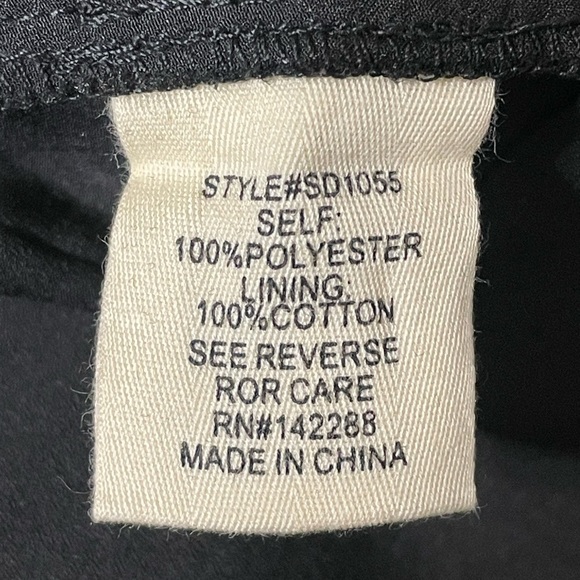 STYLE#SD1055
SELF:
100%POLYESTER
LINING:
100%COTTON
SEE REVERSE
ROR CARE
RN#142288
MADE IN CHINA